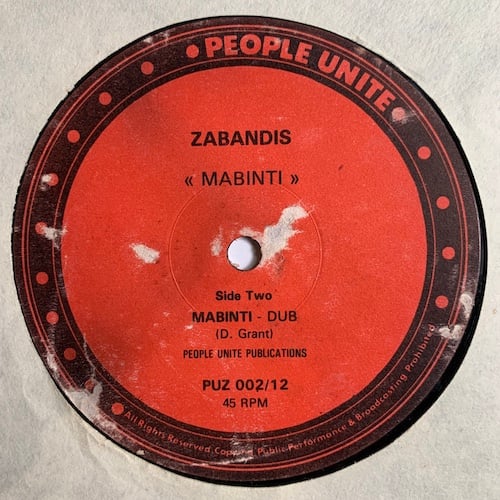 PEOPLE UNITE
ZABANDIS
« MABINTI »
Side Two
MABINTI - DUB
(D. Grant)
PEOPLE UNITE PUBLICATIONS
PUZ 002/12
45 RPM
All Rights Reserved. Public Performance & Broadcasting Prohibited